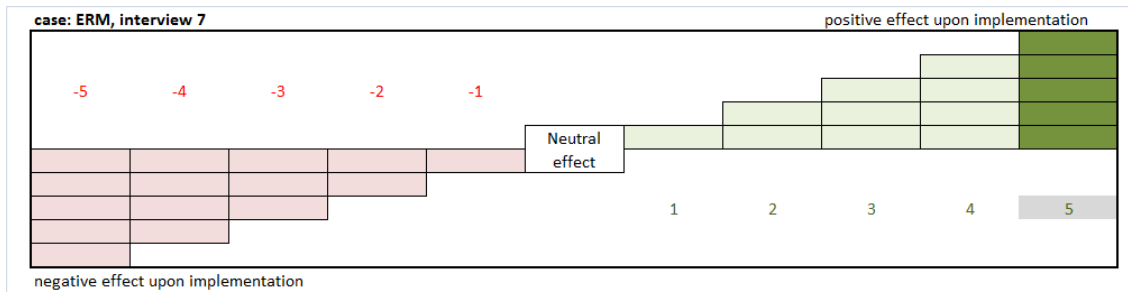 case: ERM, interview 7
positive effect upon implementation
-5 -4 -3 -2 -1
Neutral
effect
1 2 3 4 5
negative effect upon implementation